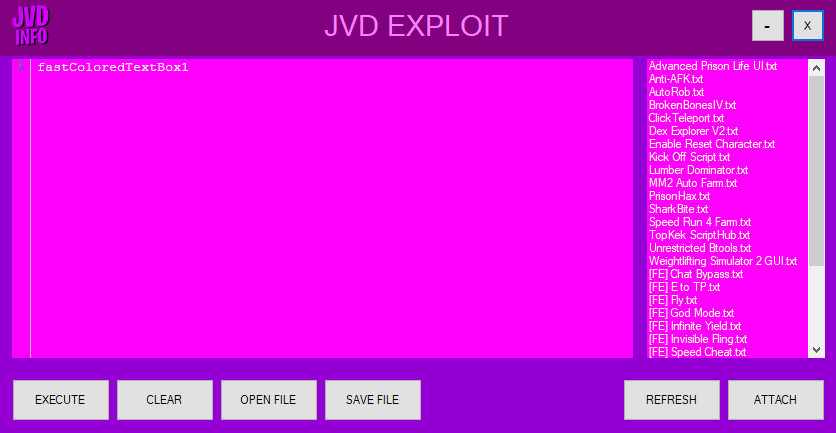 JVD
INFO
JVD EXPLOIT
-
X
1
fastColoredTextBox1
Advanced Prison Life UI.txt
Anti-AFK.txt
AutoRob.txt
BrokenBonesIV.txt
ClickTeleport.txt
Dex Explorer V2.txt
Enable Reset Character.txt
Kick Off Script.txt
Lumber Dominator.txt
MM2 Auto Farm.txt
PrisonHax.txt
SharkBite.txt
Speed Run 4 Farm.txt
TopKek ScriptHub.txt
Unrestricted Btools.txt
Weightlifting Simulator 2 GUI.txt
[FE] Chat Bypass.txt
[FE] E to TP.txt
[FE] Fly.txt
[FE] God Mode.txt
[FE] Infinite Yield.txt
[FE] Invisible Fling.txt
[FE] Speed Cheat.txt
EXECUTE
CLEAR
OPEN FILE
SAVE FILE
REFRESH
ATTACH